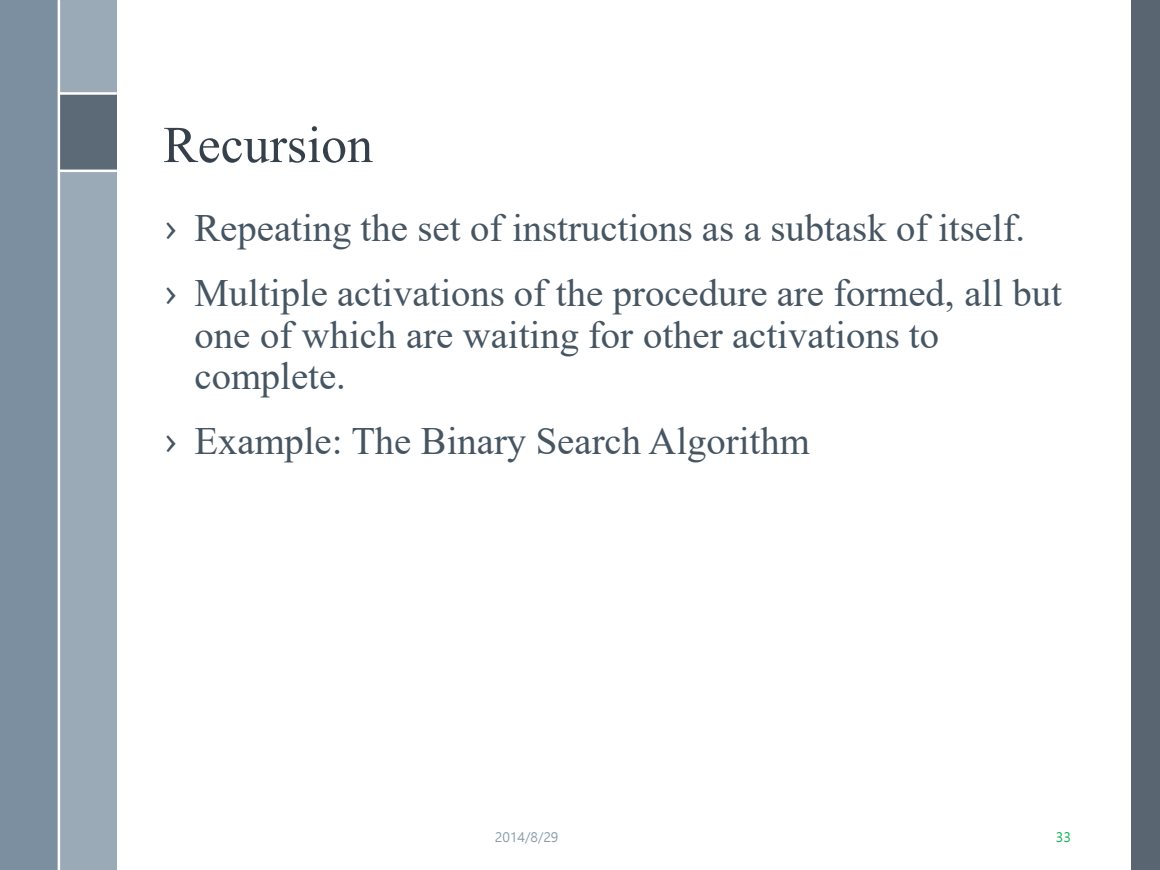 Recursion
› Repeating the set of instructions as a subtask of itself.
› Multiple activations of the procedure are formed, all but
one of which are waiting for other activations to
complete.
› Example: The Binary Search Algorithm
2014/8/29
33